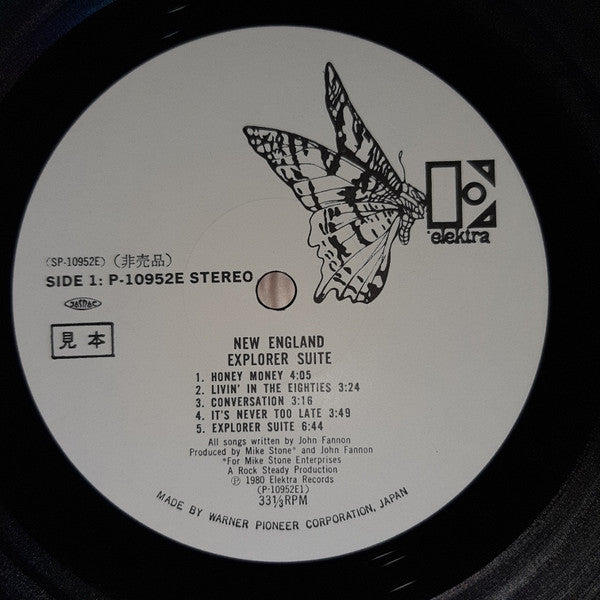 elektra
(SP-10952E) (非売品)
SIDE 1: P-10952E STEREO
JASRAC
見本
NEW ENGLAND
EXPLORER SUITE
1. HONEY MONEY 4:05
2. LIVIN' IN THE EIGHTIES 3:24
3. CONVERSATION 3:16
4. IT'S NEVER TOO LATE 3:49
5. EXPLORER SUITE 6:44
All songs written by John Fannon
Produced by Mike Stone* and John Fannon
*For Mike Stone Enterprises
A Rock Steady Production
Ⓟ 1980 Elektra Records
(P-10952E1)
33⅓RPM
MADE BY WARNER PIONEER CORPORATION, JAPAN